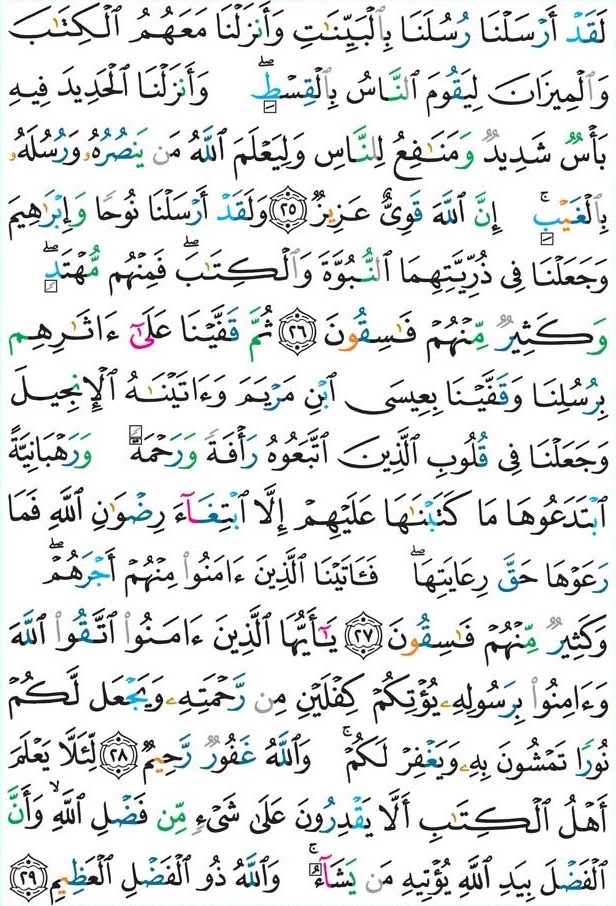 لَقَدْ أَرْسَلْنَا رُسُلَنَا بِٱلْبَيِّنَٰتِ وَأَنزَلْنَا مَعَهُمُ ٱلْكِتَٰبَ
وَٱلْمِيزَانَ لِيَقُومَ ٱلنَّاسُ بِٱلْقِسْطِۖ وَأَنزَلْنَا ٱلْحَدِيدَ فِيهِ
بَأْسٌ شَدِيدٌ وَمَنَٰفِعُ لِلنَّاسِ وَلِيَعْلَمَ ٱللَّهُ مَن يَنصُرُهُۥ وَرُسُلَهُۥ
بِٱلْغَيْبِۚ إِنَّ ٱللَّهَ قَوِىٌّ عَزِيزٌ ٢٥ وَلَقَدْ أَرْسَلْنَا نُوحًا وَإِبْرَٰهِيمَ
وَجَعَلْنَا فِى ذُرِّيَّتِهِمَا ٱلنُّبُوَّةَ وَٱلْكِتَٰبَۖ فَمِنْهُم مُّهْتَدٍۖ
وَكَثِيرٌ مِّنْهُمْ فَٰسِقُونَ ٢٦ ثُمَّ قَفَّيْنَا عَلَىٰٓ ءَاثَٰرِهِم
بِرُسُلِنَا وَقَفَّيْنَا بِعِيسَى ٱبْنِ مَرْيَمَ وَءَاتَيْنَٰهُ ٱلْإِنجِيلَ
وَجَعَلْنَا فِى قُلُوبِ ٱلَّذِينَ ٱتَّبَعُوهُ رَأْفَةً وَرَحْمَةً وَرَهْبَانِيَّةً
ٱبْتَدَعُوهَا مَا كَتَبْنَٰهَا عَلَيْهِمْ إِلَّا ٱبْتِغَآءَ رِضْوَٰنِ ٱللَّهِ فَمَا
رَعَوْهَا حَقَّ رِعَايَتِهَاۖ فَـَٔاتَيْنَا ٱلَّذِينَ ءَامَنُوا۟ مِنْهُمْ أَجْرَهُمْۖ
وَكَثِيرٌ مِّنْهُمْ فَٰسِقُونَ ٢٧ يَٰٓأَيُّهَا ٱلَّذِينَ ءَامَنُوا۟ ٱتَّقُوا۟ ٱللَّهَ
وَءَامِنُوا۟ بِرَسُولِهِۦ يُؤْتِكُمْ كِفْلَيْنِ مِن رَّحْمَتِهِۦ وَيَجْعَل لَّكُمْ
نُورًا تَمْشُونَ بِهِۦ وَيَغْفِرْ لَكُمْۚ وَٱللَّهُ غَفُورٌ رَّحِيمٌ ٢٨ لِّئَلَّا يَعْلَمَ
أَهْلُ ٱلْكِتَٰبِ أَلَّا يَقْدِرُونَ عَلَىٰ شَىْءٍ مِّن فَضْلِ ٱللَّهِۙ وَأَنَّ
ٱلْفَضْلَ بِيَدِ ٱللَّهِ يُؤْتِيهِ مَن يَشَآءُۚ وَٱللَّهُ ذُو ٱلْفَضْلِ ٱلْعَظِيمِ ٢٩